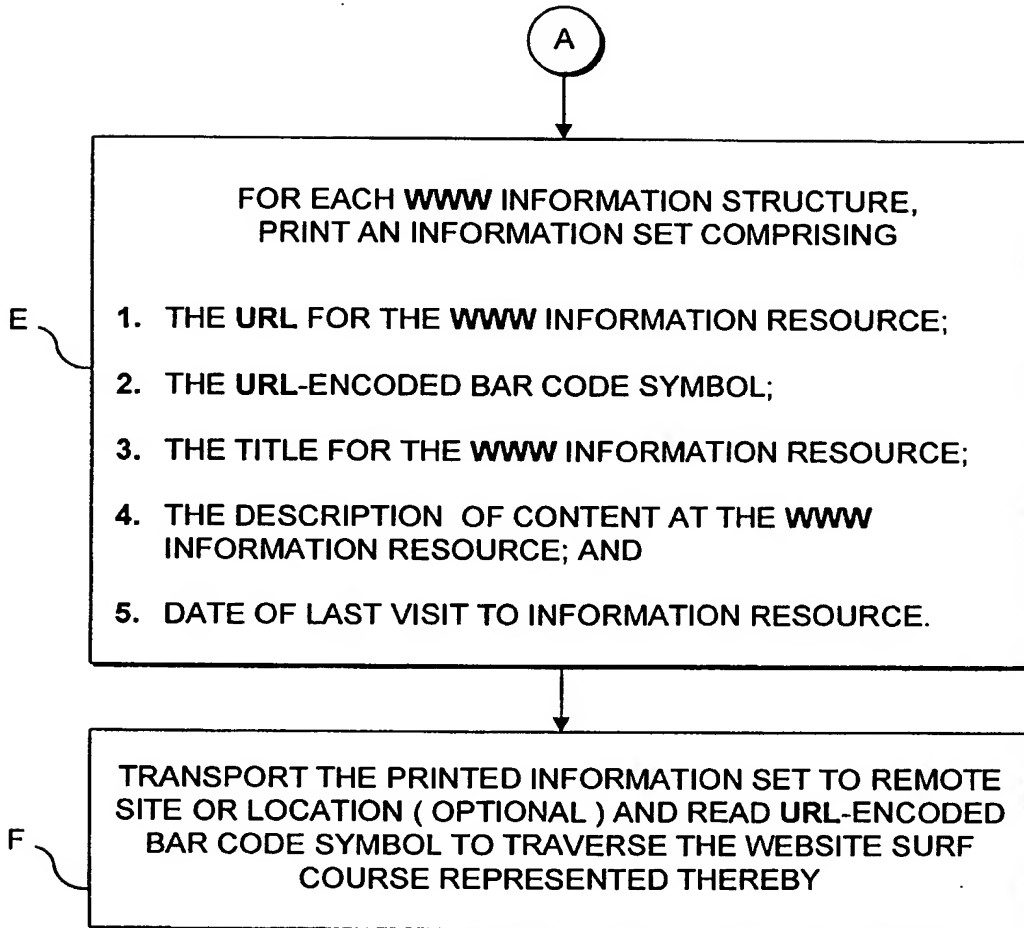 A
FOR EACH WWW INFORMATION STRUCTURE,
PRINT AN INFORMATION SET COMPRISING
E
1. THE URL FOR THE WWW INFORMATION RESOURCE;
2. THE URL-ENCODED BAR CODE SYMBOL;
3. THE TITLE FOR THE WWW INFORMATION RESOURCE;
4. THE DESCRIPTION OF CONTENT AT THE WWW
INFORMATION RESOURCE; AND
5. DATE OF LAST VISIT TO INFORMATION RESOURCE.
TRANSPORT THE PRINTED INFORMATION SET TO REMOTE
SITE OR LOCATION ( OPTIONAL ) AND READ URL-ENCODED
F
BAR CODE SYMBOL TO TRAVERSE THE WEBSITE SURF
COURSE REPRESENTED THEREBY